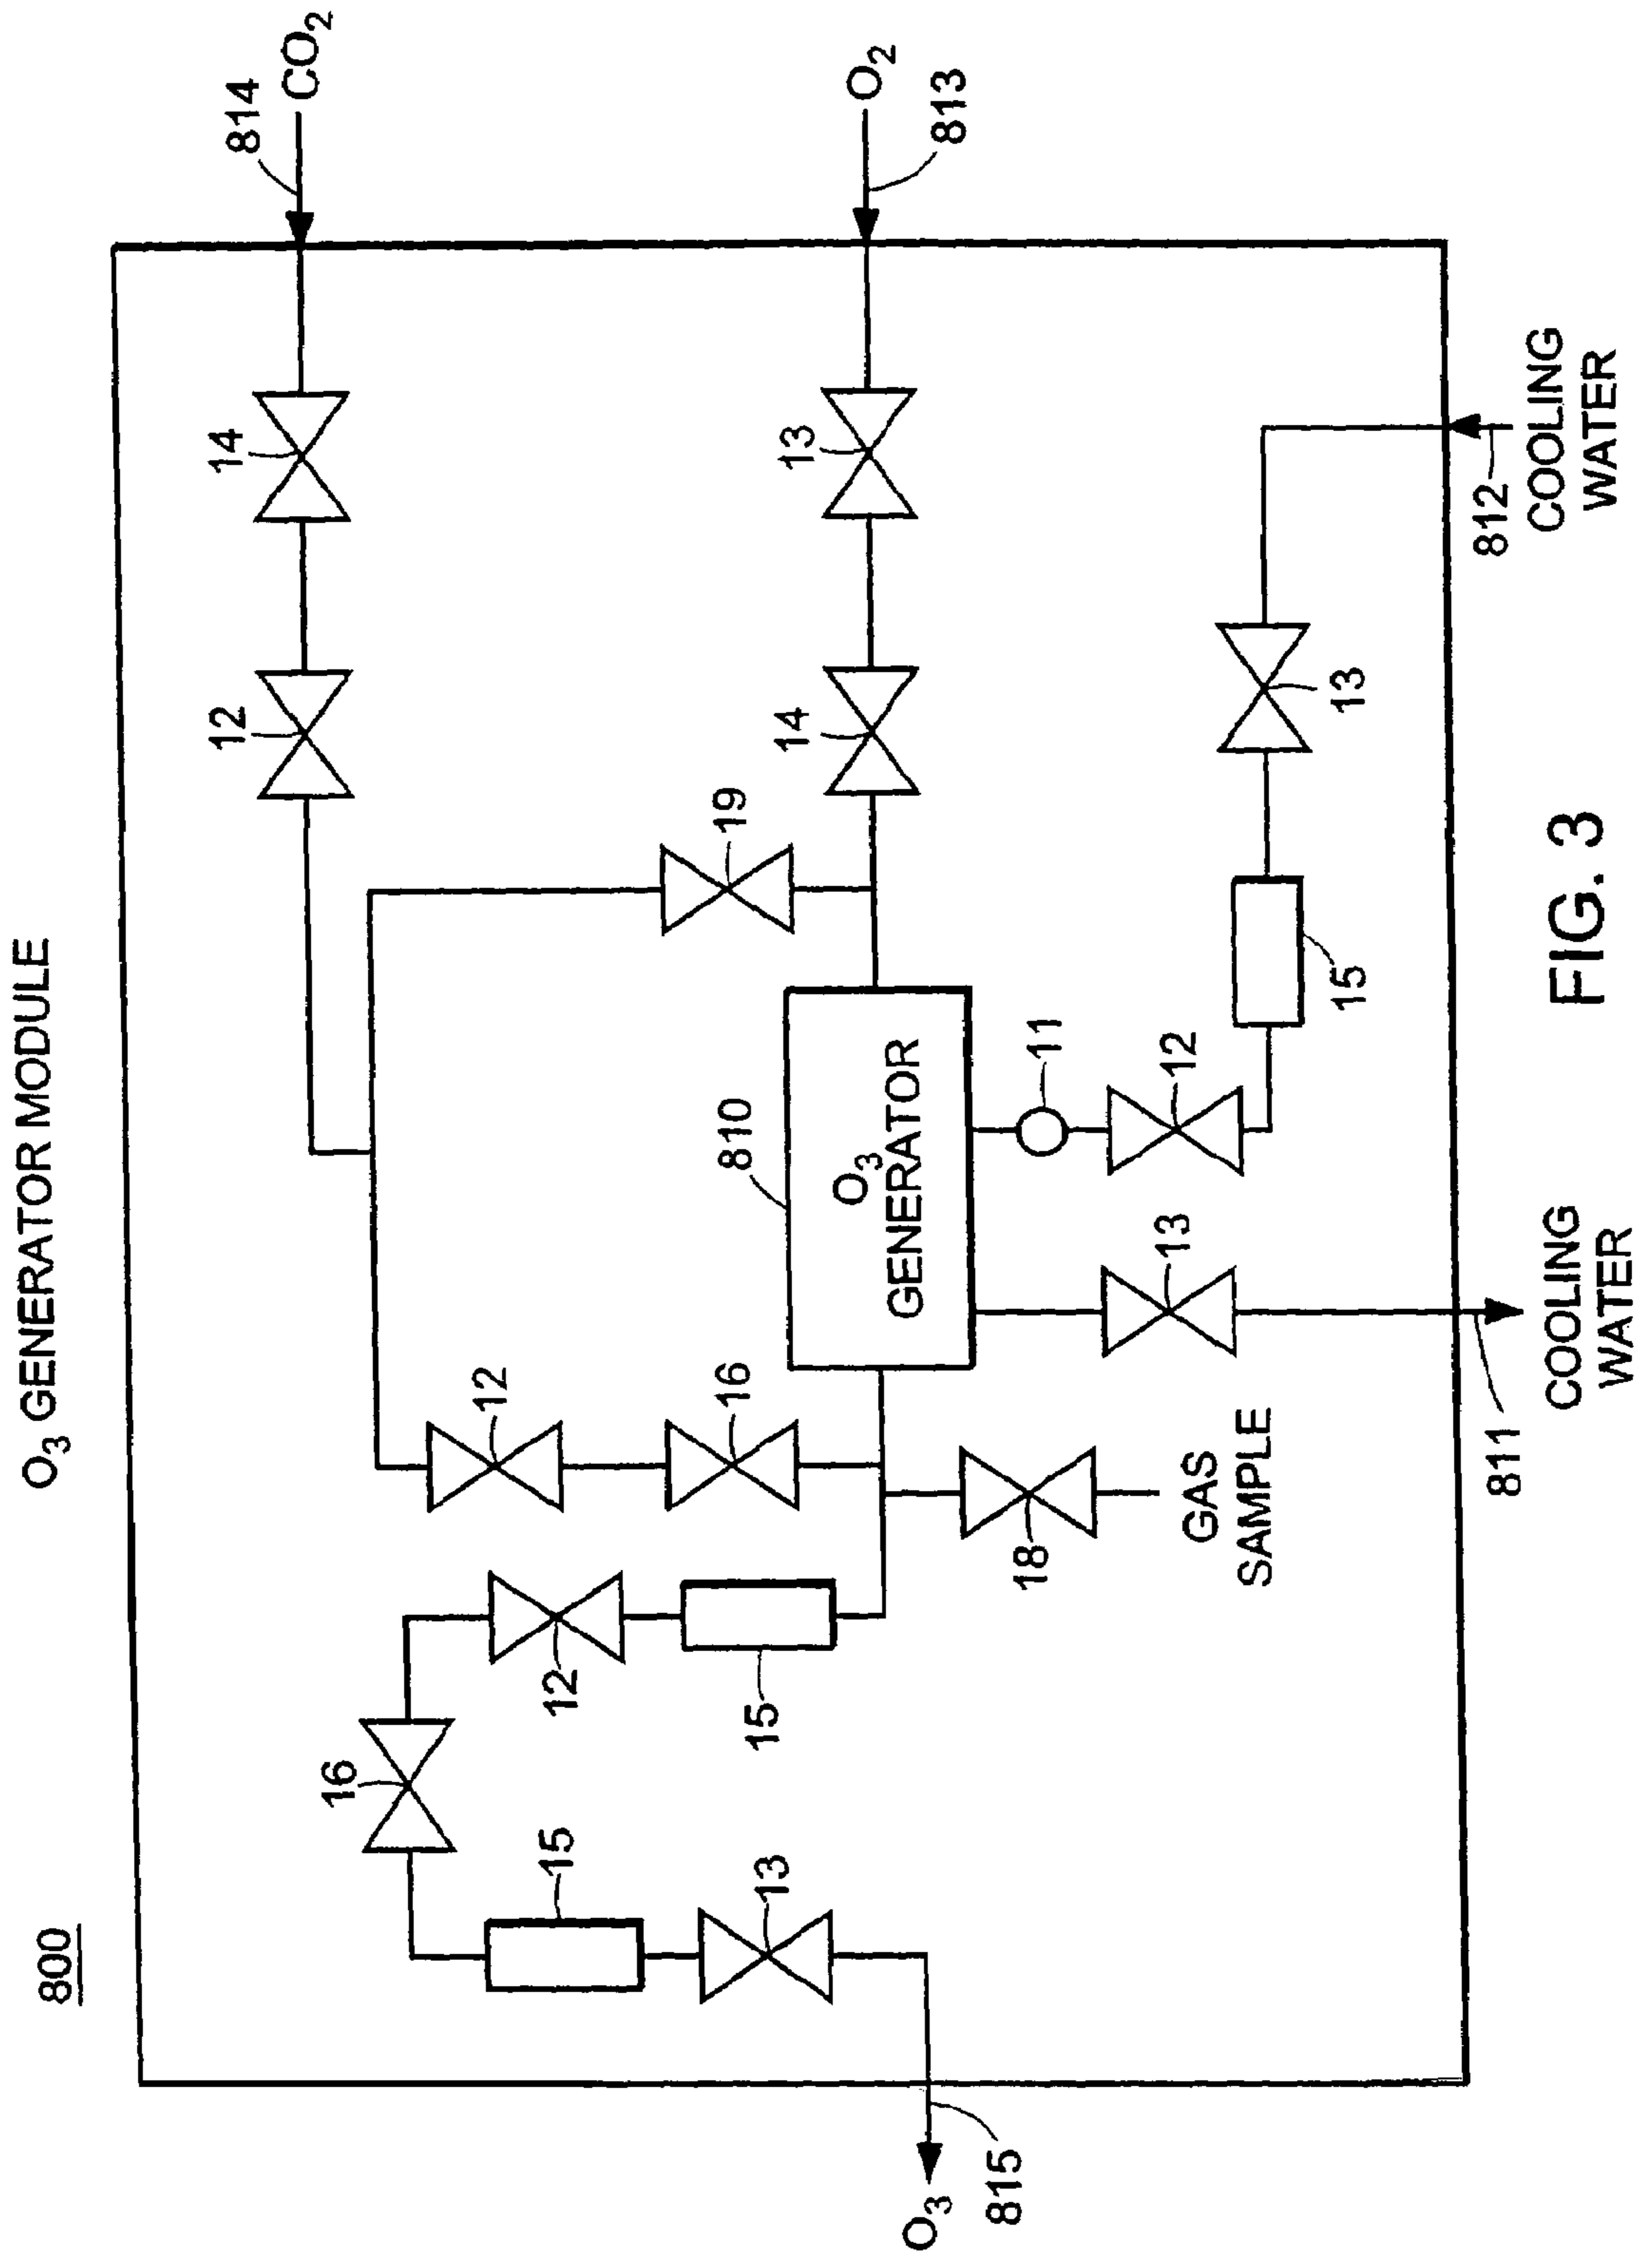 800
O3 GENERATOR MODULE
814
CO2
14
12
12
16
12
16
15
15
13
19
14
13
O2
813
810
O3
GENERATOR
11
12
15
13
13
18
GAS
SAMPLE
O3
815
811
COOLING
WATER
812
COOLING
WATER
FIG. 3